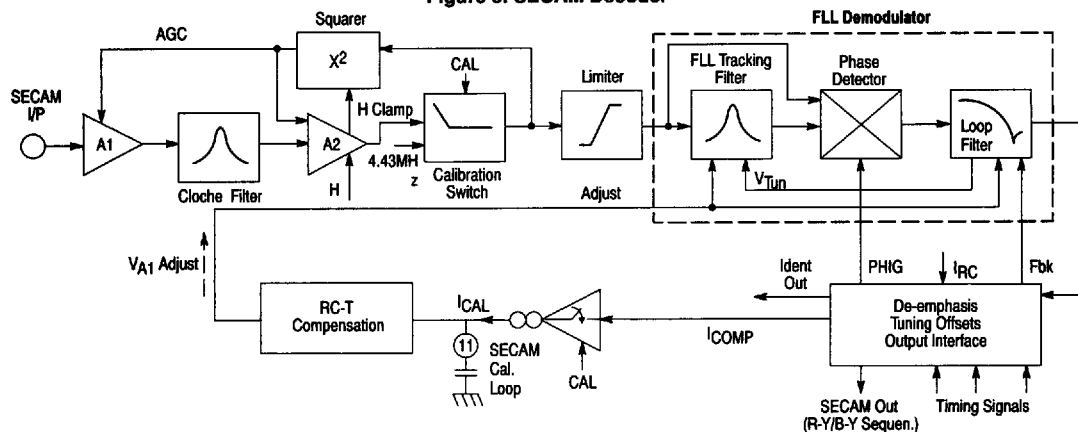 Figure 8. SECAM Decoder
FLL Demodulator
Squarer
AGC
X2
CAL
Limiter
FLL Tracking
Filter
Phase
Detector
SECAM
I/P
H Clamp
A1
A2
Loop
Filter
4.43MH
z
Calibration
Switch
Cloche Filter
H
VTun
Adjust
VA1 Adjust
Ident
Out
PHIG
IRC
Fbk
RC-T
Compensation
ICAL
11
SECAM
Cal.
Loop
CAL
ICOMP
De-emphasis
Tuning Offsets
Output Interface
SECAM Out
(R-Y/B-Y Sequen.)
Timing Signals